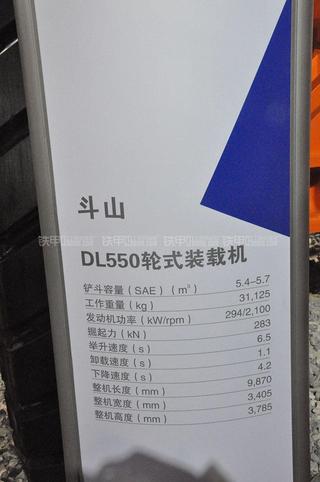 斗山
DL550轮式装载机
铲斗容量(SAE)(m³) 5.4–5.7
工作重量(kg) 31,125
发动机功率(kW/rpm) 294/2,100
掘起力(kN) 283
举升速度(s) 6.5
卸载速度(s) 1.1
下降速度(s) 4.2
整机长度(mm) 9,870
整机宽度(mm) 3,405
整机高度(mm) 3,785